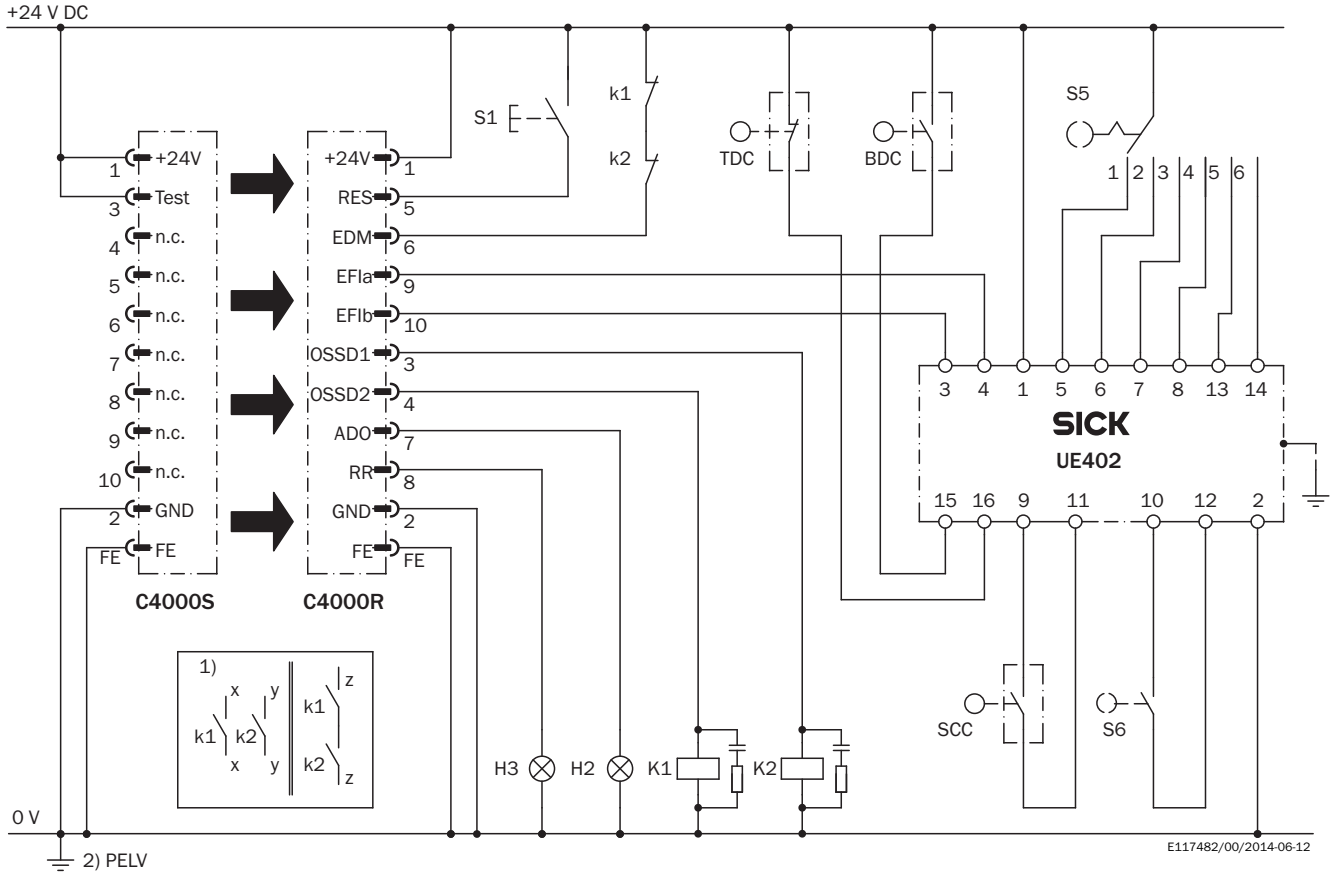 +24 V DC
S1
k1
k2
TDC
BDC
S5
1 2 3 4 5 6
1 +24V
3 Test
4 n.c.
5 n.c.
6 n.c.
7 n.c.
8 n.c.
9 n.c.
10 n.c.
2 GND
FE FE
C4000S
+24V 1
RES 5
EDM 6
EFIa 9
EFIb 10
OSSD1 3
OSSD2 4
ADO 7
RR 8
GND 2
FE FE
C4000R
3 4 1 5 6 7 8 13 14
SICK
UE402
15 16 9 11 10 12 2
1)
x y z
k1 k2 k1
x y
k2 z
H3
H2
K1
K2
SCC
S6
0 V
2) PELV
E117482/00/2014-06-12